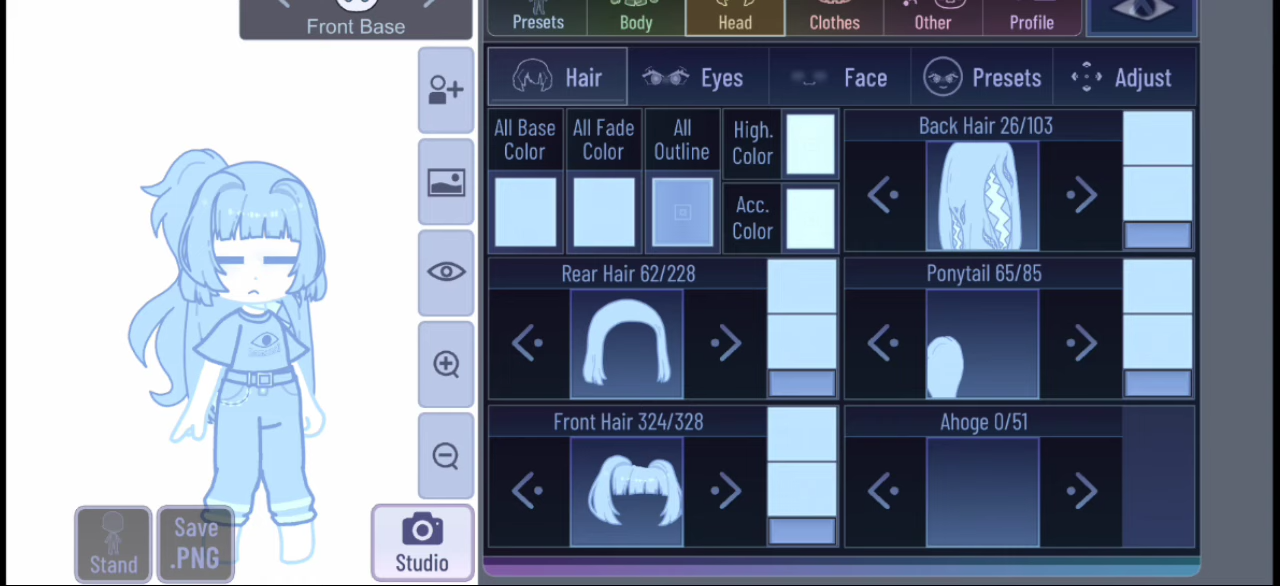 Front Base
Presets
Body
Head
Clothes
Other
Profile
Hair
Eyes
Face
Presets
Adjust
All Base
Color
All Fade
Color
All
Outline
High.
Color
Acc.
Color
Back Hair 26/103
Rear Hair 62/228
Ponytail 65/85
Front Hair 324/328
Ahoge 0/51
Stand
Save
.PNG
Studio